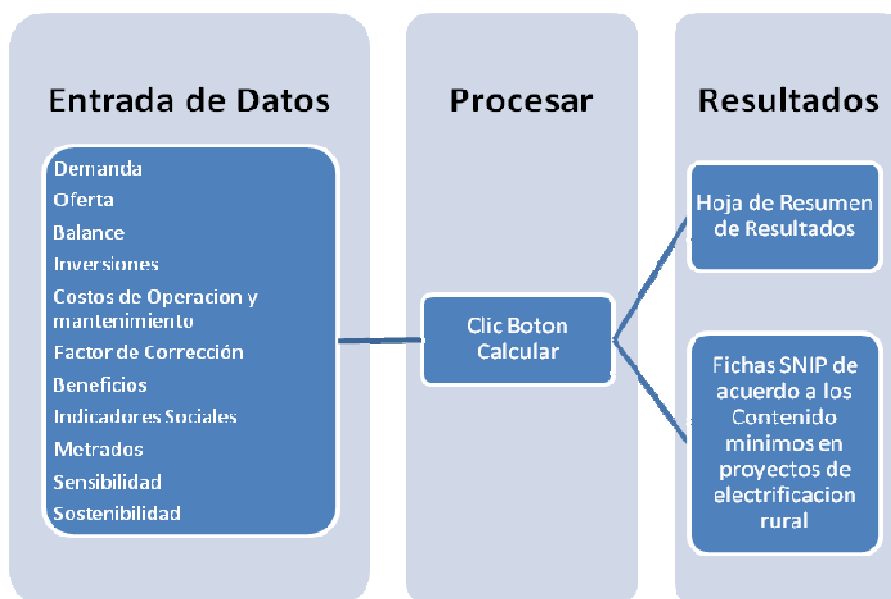 Entrada de Datos
Demanda
Oferta
Balance
Inversiones
Costos de Operacion y
mantenimiento
Factor de Corrección
Beneficios
Indicadores Sociales
Metrados
Sensibilidad
Sostenibilidad
Procesar
Clic Boton
Calcular
Resultados
Hoja de Resumen
de Resultados
Fichas SNIP de
acuerdo a los
Contenido
minimos en
proyectos de
electrificacion
rural